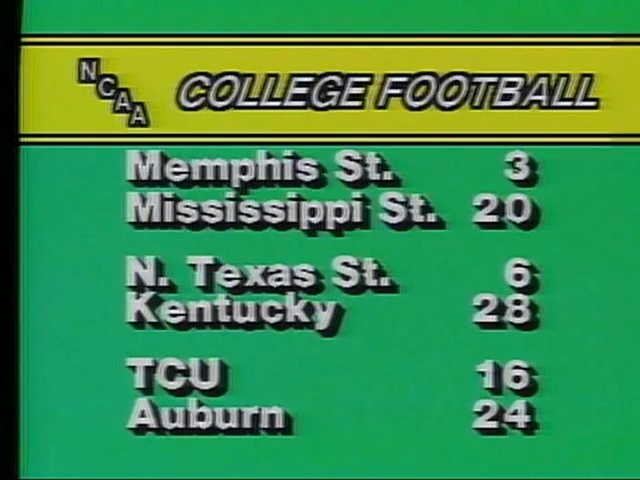 NCAA COLLEGE FOOTBALL
Memphis St. 3
Mississippi St. 20
N. Texas St. 6
Kentucky 28
TCU 16
Auburn 24